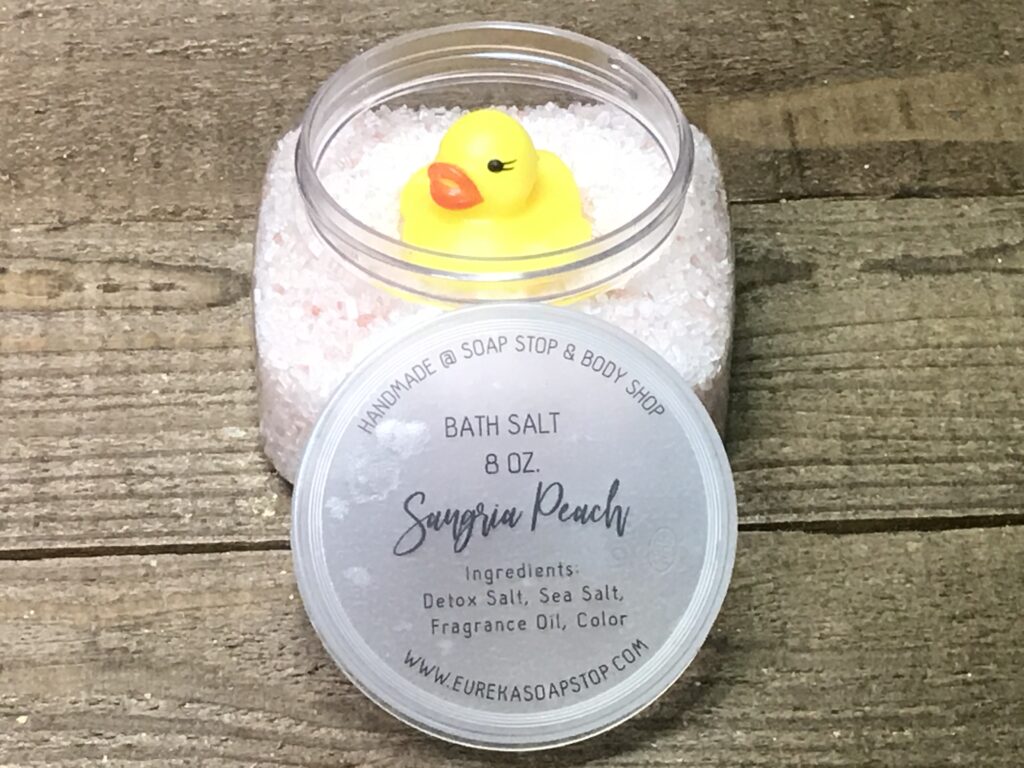 HANDMADE @ SOAP STOP & BODY SHOP
BATH SALT
8 OZ.
Sangria Peach
Ingredients:
Detox Salt, Sea Salt,
Fragrance Oil, Color
WWW.EUREKASOAPSTOP.COM